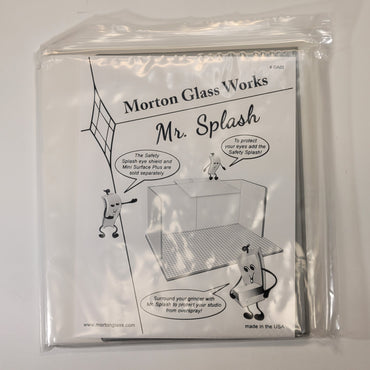 Morton Glass Works
Mr. Splash
To protect
your eyes add the
Safety Splash!
The Safety
Splash eye shield and
Mini Surface Plus are
sold separately
Surround your grinder with
Mr. Splash to protect your studio
from overspray!
www.mortonglass.com
made in the USA